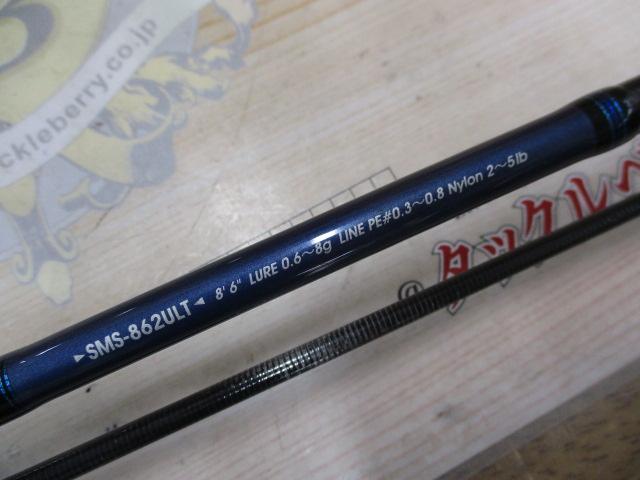 ckleberry.co.jp
▶SMS-862ULT◀ 8' 6" LURE 0.6～8g LINE PE#0.3～0.8 Nylon 2～5lb
タックルベ